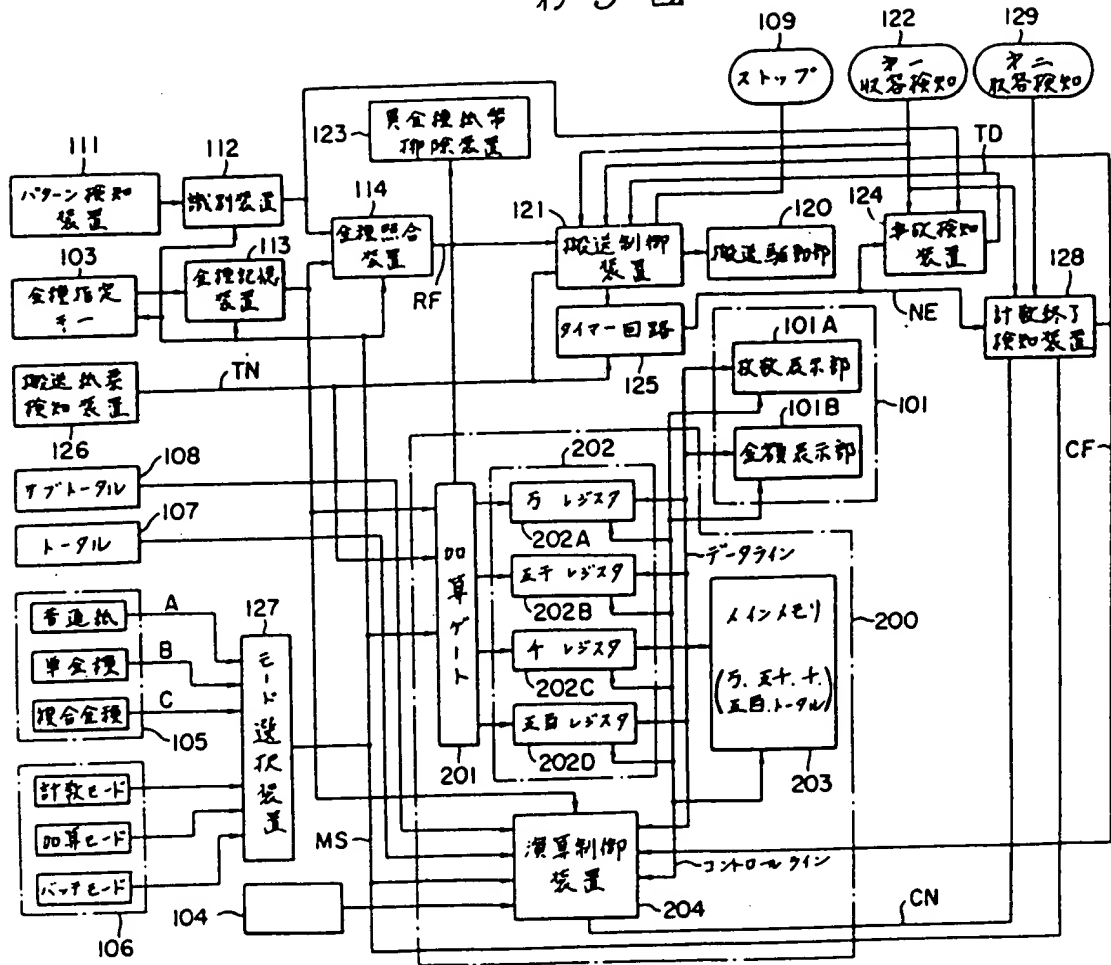 第5図
109
ストップ
122
第一
収容検知
129
第二
収容検知
123
異金種紙幣
排除装置
111
パターン検知
装置
112
識別装置
114
金種照合
装置
121
搬送制御
装置
120
搬送駆動部
TD
124
事故検知
装置
128
計数終了
検知装置
103
金種指定
キー
113
金種記憶
装置
RF
NE
タイマー回路
125
搬送紙葉
検知装置
126
TN
101A
枚数表示部
101B
金額表示部
101
CF
108
サブトータル
107
トータル
202
万 レジスタ
202A
五千 レジスタ
202B
千 レジスタ
202C
五百 レジスタ
202D
加算ゲート
201
データライン
メインメモリ
(万、五千、千、
五百、トータル)
203
200
普通紙
A
単金種
B
混合金種
C
105
127
モード選択装置
計数モード
加算モード
バッチモード
106
MS
104
演算制御
装置
204
コントロールライン
CN